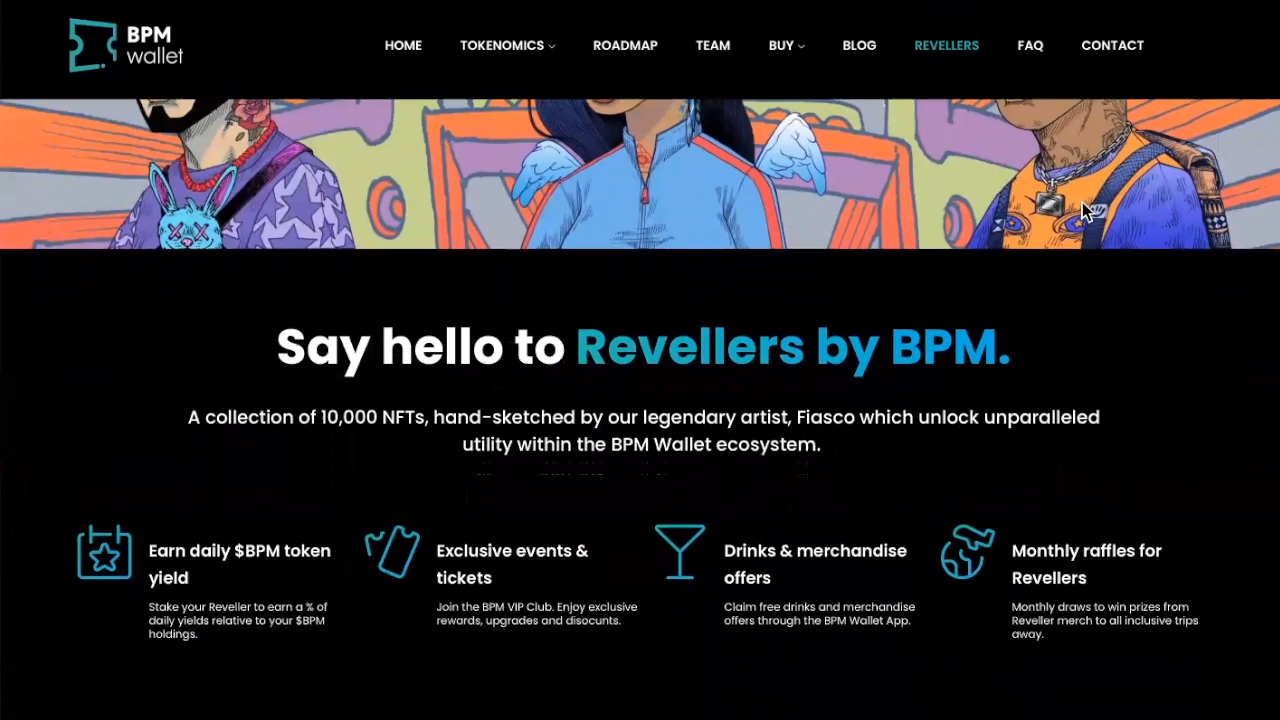 BPM
wallet
HOME TOKENOMICS ROADMAP TEAM BUY BLOG REVELLERS FAQ CONTACT
Say hello to Revellers by BPM.
A collection of 10,000 NFTs, hand-sketched by our legendary artist, Fiasco which unlock unparalleled
utility within the BPM Wallet ecosystem.
Earn daily $BPM token
yield
Stake your Reveller to earn a % of
daily yields relative to your $BPM
holdings.
Exclusive events &
tickets
Join the BPM VIP Club. Enjoy exclusive
rewards, upgrades and disocunts.
Drinks & merchandise
offers
Claim free drinks and merchandise
offers through the BPM Wallet App.
Monthly raffles for
Revellers
Monthly draws to win prizes from
Reveller merch to all inclusive trips
away.